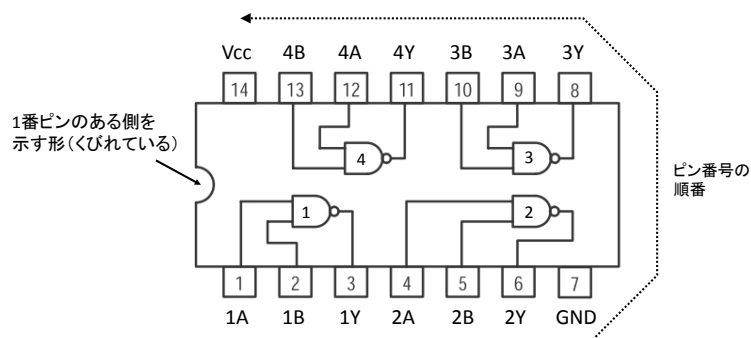 Vcc 4B 4A 4Y 3B 3A 3Y
14 13 12 11 10 9 8
1番ピンのある側を
示す形(くびれている)
4 3
ピン番号の
順番
1 2
1 2 3 4 5 6 7
1A 1B 1Y 2A 2B 2Y GND